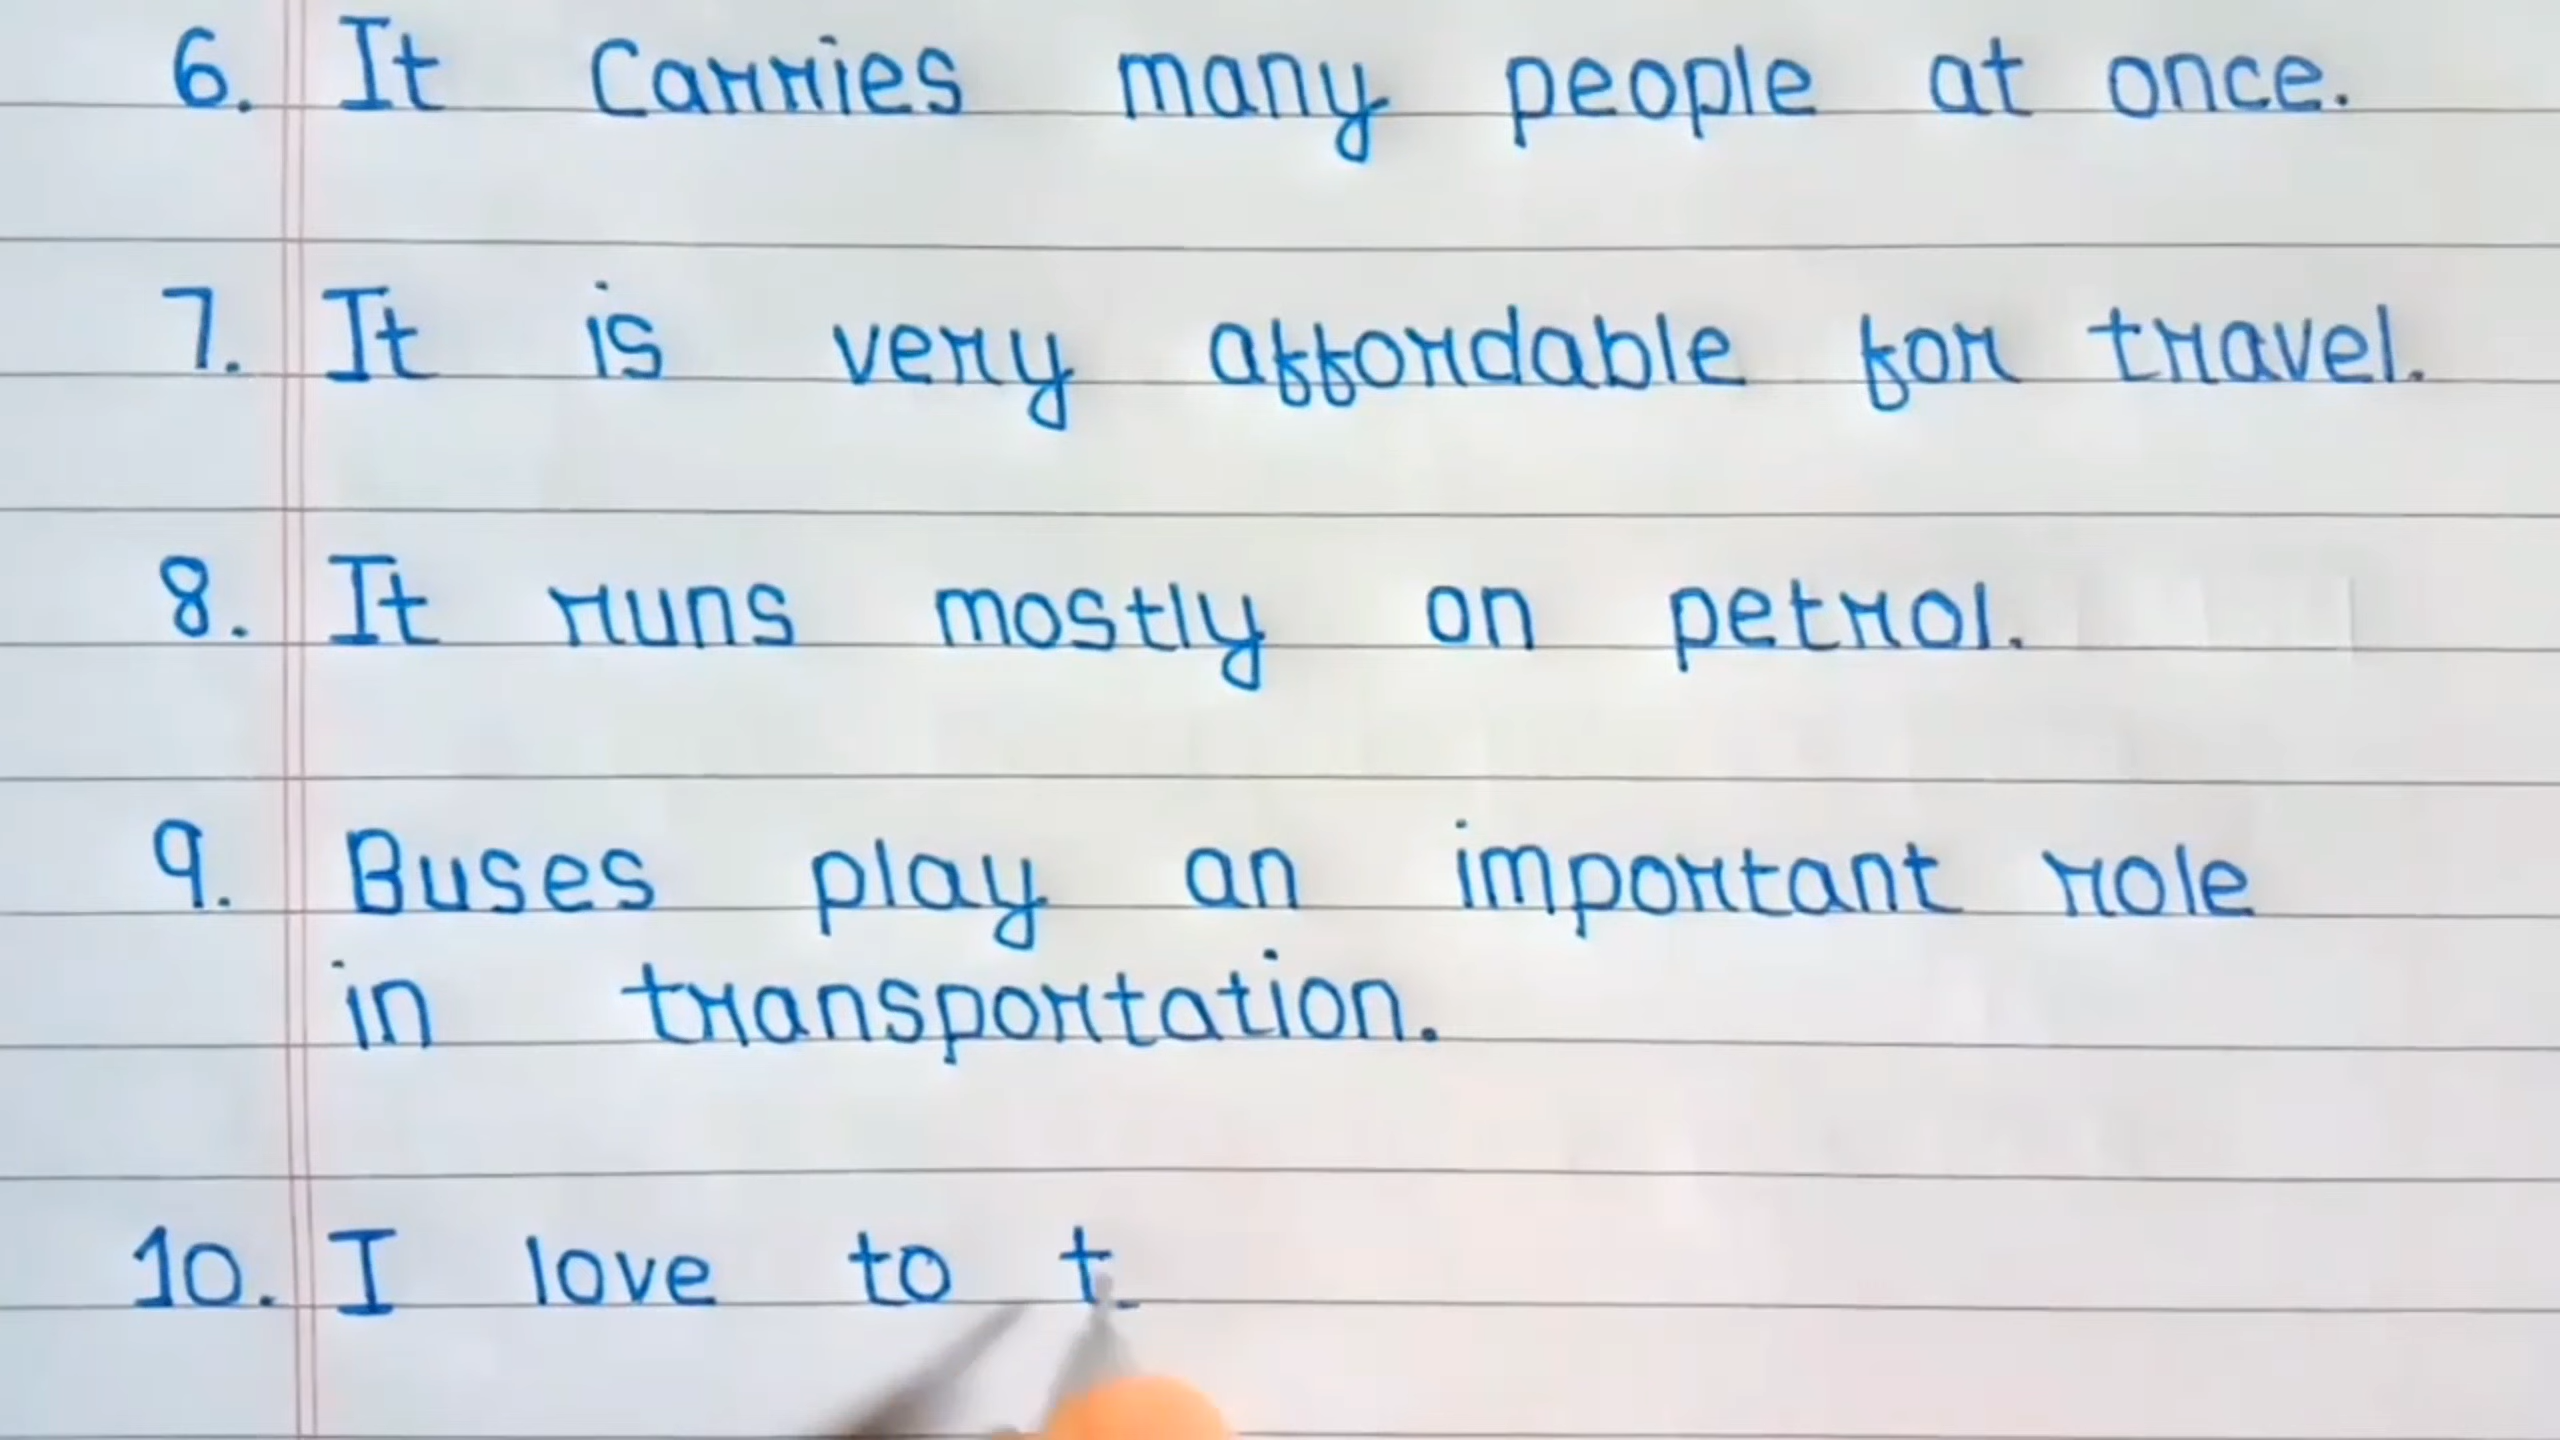 6. It Carries many people at once.
7. It is very affordable for travel.
8. It runs mostly on petrol.
9. Buses play an important role
in transportation.
10. I love to t